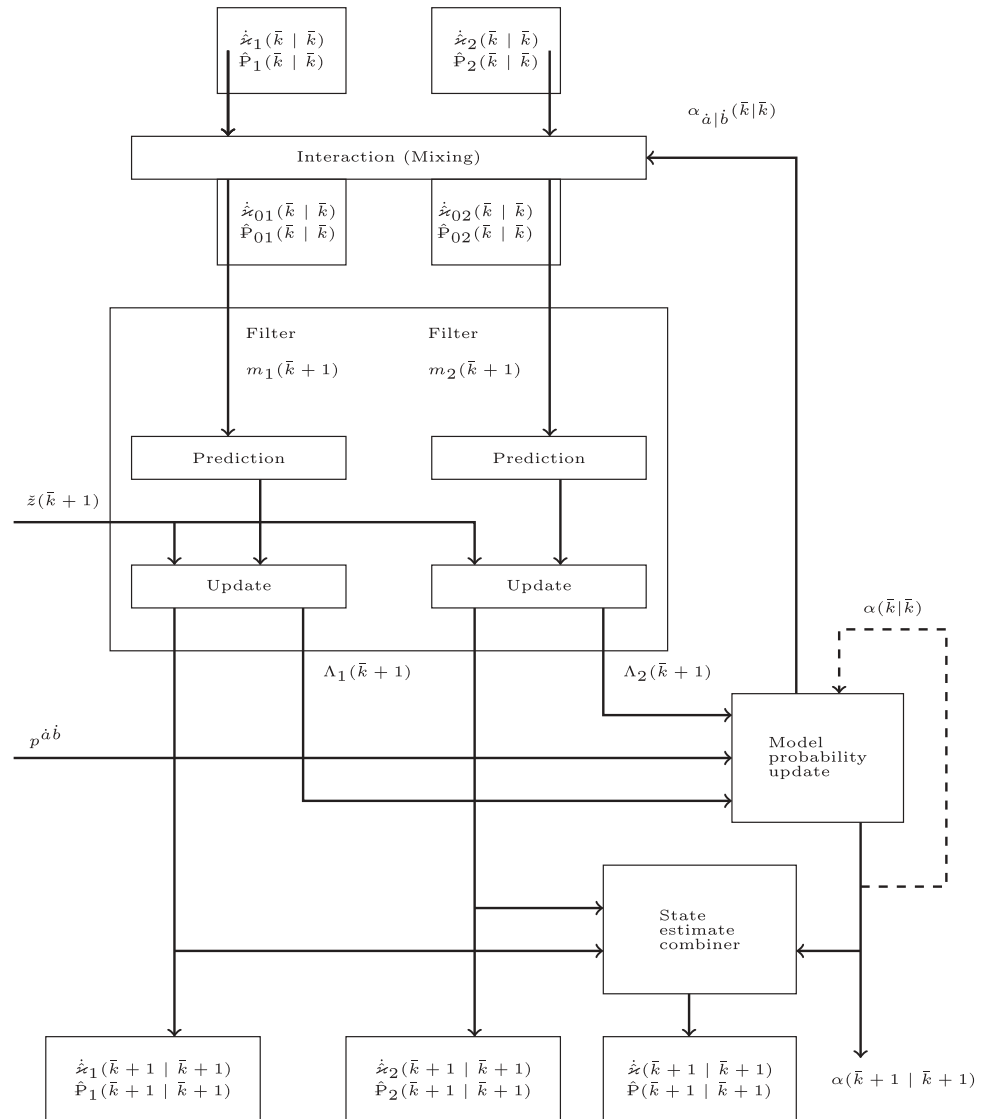 ẋ̂₁(k̄ | k̄)
P̂₁(k̄ | k̄)
ẋ̂₂(k̄ | k̄)
P̂₂(k̄ | k̄)
α_{ȧ|ḃ}(k̄|k̄)
Interaction (Mixing)
ẋ̂₀₁(k̄ | k̄)
P̂₀₁(k̄ | k̄)
ẋ̂₀₂(k̄ | k̄)
P̂₀₂(k̄ | k̄)
Filter
m₁(k̄ + 1)
Filter
m₂(k̄ + 1)
Prediction
Prediction
ž(k̄ + 1)
Update
Update
α(k̄|k̄)
Λ₁(k̄ + 1)
Λ₂(k̄ + 1)
p^{ȧḃ}
Model
probability
update
State
estimate
combiner
ẋ̂₁(k̄ + 1 | k̄ + 1)
P̂₁(k̄ + 1 | k̄ + 1)
ẋ̂₂(k̄ + 1 | k̄ + 1)
P̂₂(k̄ + 1 | k̄ + 1)
ẋ̂(k̄ + 1 | k̄ + 1)
P̂(k̄ + 1 | k̄ + 1)
α(k̄ + 1 | k̄ + 1)